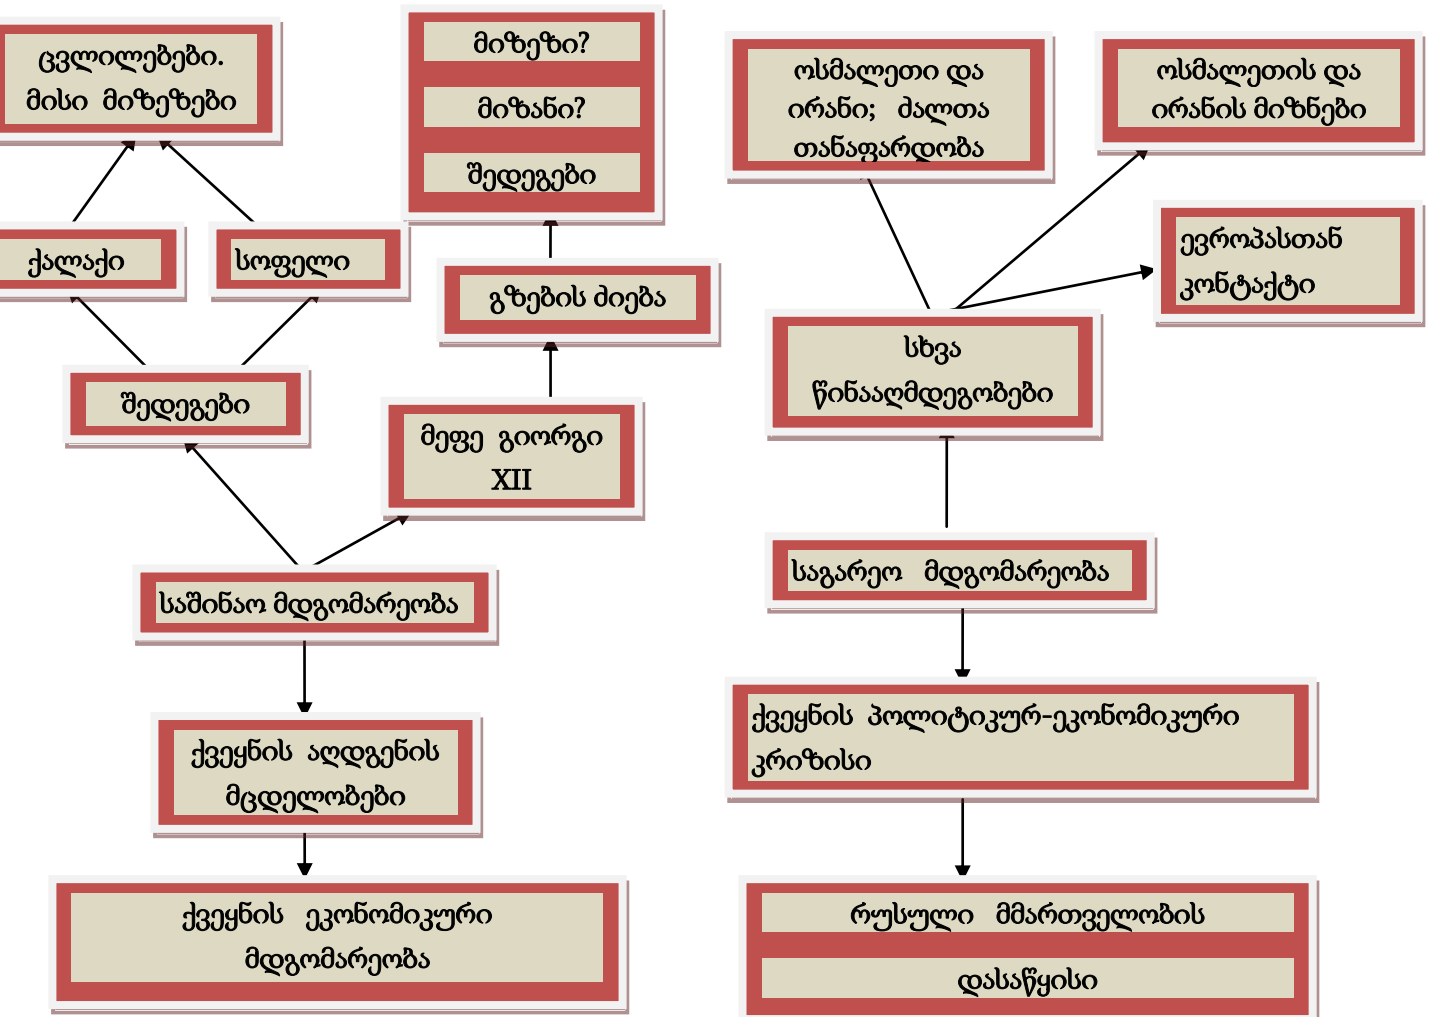 ცვლილებები.
მისი მიზეზები
მიზეზი?
მიზანი?
შედეგები
ოსმალეთი და
ირანი; ძალთა
თანაფარდობა
ოსმალეთის და
ირანის მიზნები
ქალაქი
სოფელი
გზების ძიება
ევროპასთან
კონტაქტი
შედეგები
მეფე გიორგი
XII
სხვა
წინააღმდეგობები
საშინაო მდგომარეობა
საგარეო მდგომარეობა
ქვეყნის აღდგენის
მცდელობები
ქვეყნის პოლიტიკურ-ეკონომიკური
კრიზისი
ქვეყნის ეკონომიკური
მდგომარეობა
რუსული მმართველობის
დასაწყისი